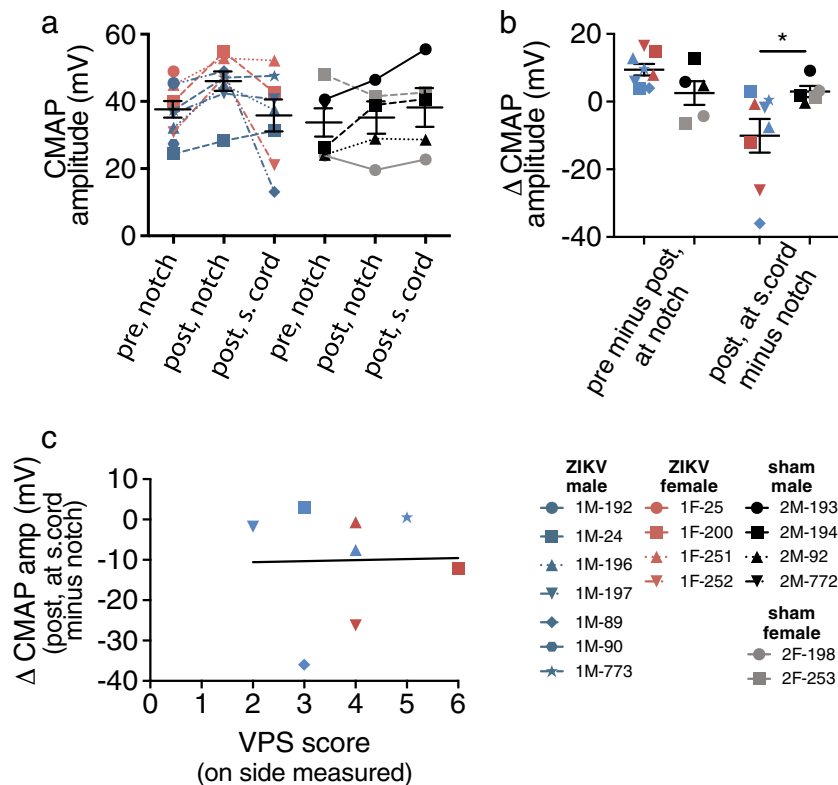 a
CMAP
amplitude (mV)
60
40
20
0
pre, notch
post, notch
post, s. cord
pre, notch
post, notch
post, s. cord
b
Δ CMAP
amplitude (mV)
20
0
-20
-40
*
pre minus post,
at notch
post, at s.cord
minus notch
c
Δ CMAP amp (mV)
(post, at s.cord
minus notch)
10
0
-10
-20
-30
-40
0 1 2 3 4 5 6
VPS score
(on side measured)
ZIKV
male
1M-192
1M-24
1M-196
1M-197
1M-89
1M-90
1M-773
ZIKV
female
1F-25
1F-200
1F-251
1F-252
sham
male
2M-193
2M-194
2M-92
2M-772
sham
female
2F-198
2F-253